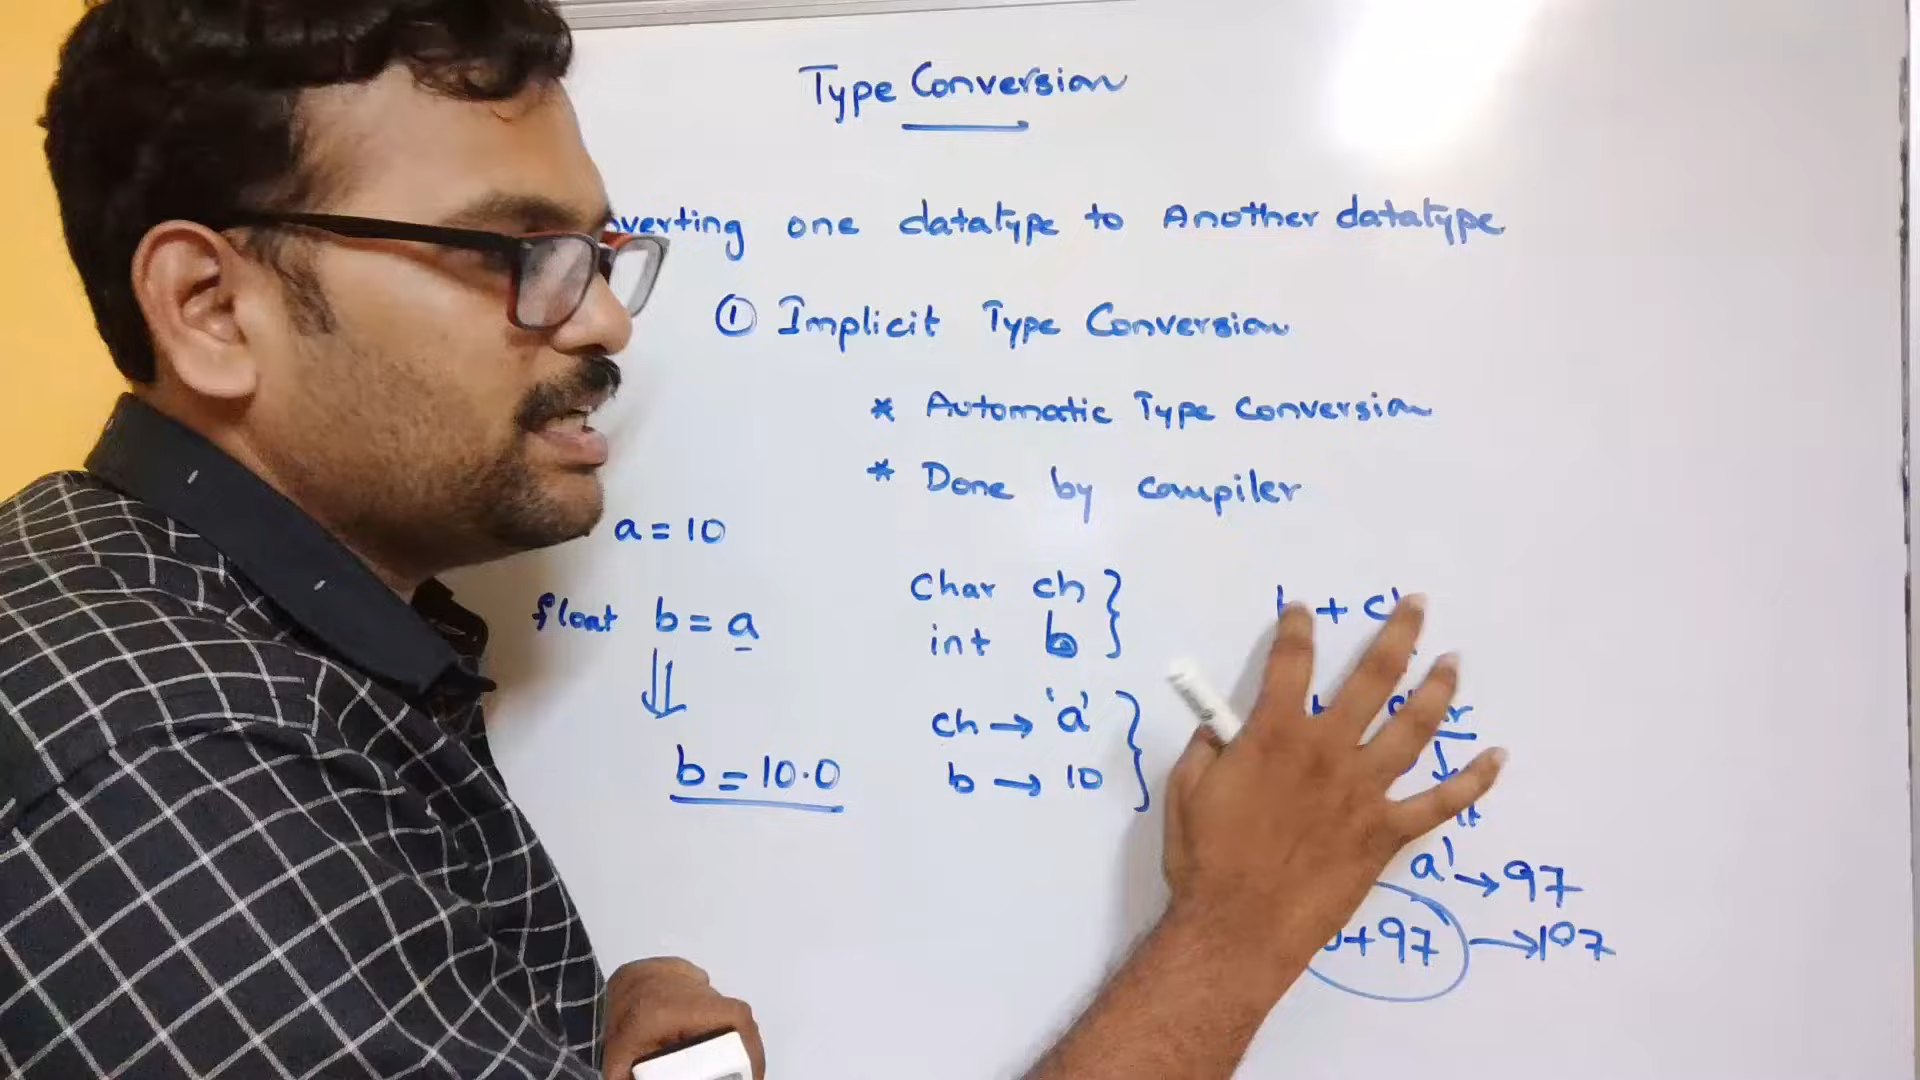 Type Conversion
one datatype to Another datatype
① Implicit Type Conversion
* Automatic Type Conversion
* Done by compiler
a = 10
float b = a
b = 10.0
Char ch
int b
ch → 'a'
b → 10
+
a' → 97
+97 → 107